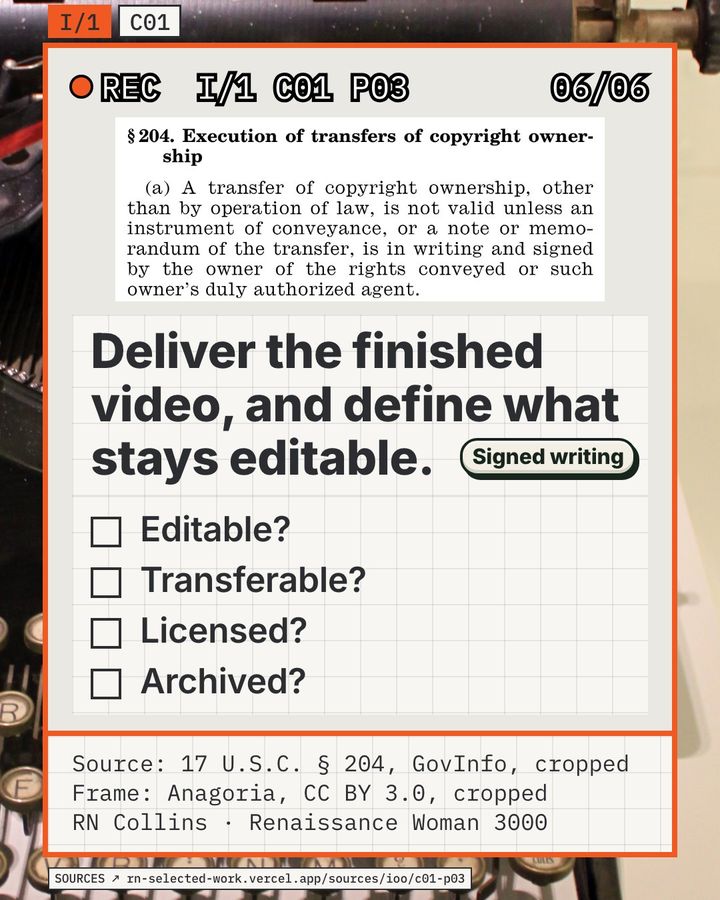 I/1 C01
REC I/1 C01 P03 06/06
§ 204. Execution of transfers of copyright owner-
ship
(a) A transfer of copyright ownership, other
than by operation of law, is not valid unless an
instrument of conveyance, or a note or memo-
randum of the transfer, is in writing and signed
by the owner of the rights conveyed or such
owner's duly authorized agent.
Deliver the finished
video, and define what
stays editable. Signed writing
Editable?
Transferable?
Licensed?
Archived?
Source: 17 U.S.C. § 204, GovInfo, cropped
Frame: Anagoria, CC BY 3.0, cropped
RN Collins · Renaissance Woman 3000
R
F
SOURCES ↗ rn-selected-work.vercel.app/sources/ioo/c01-p03